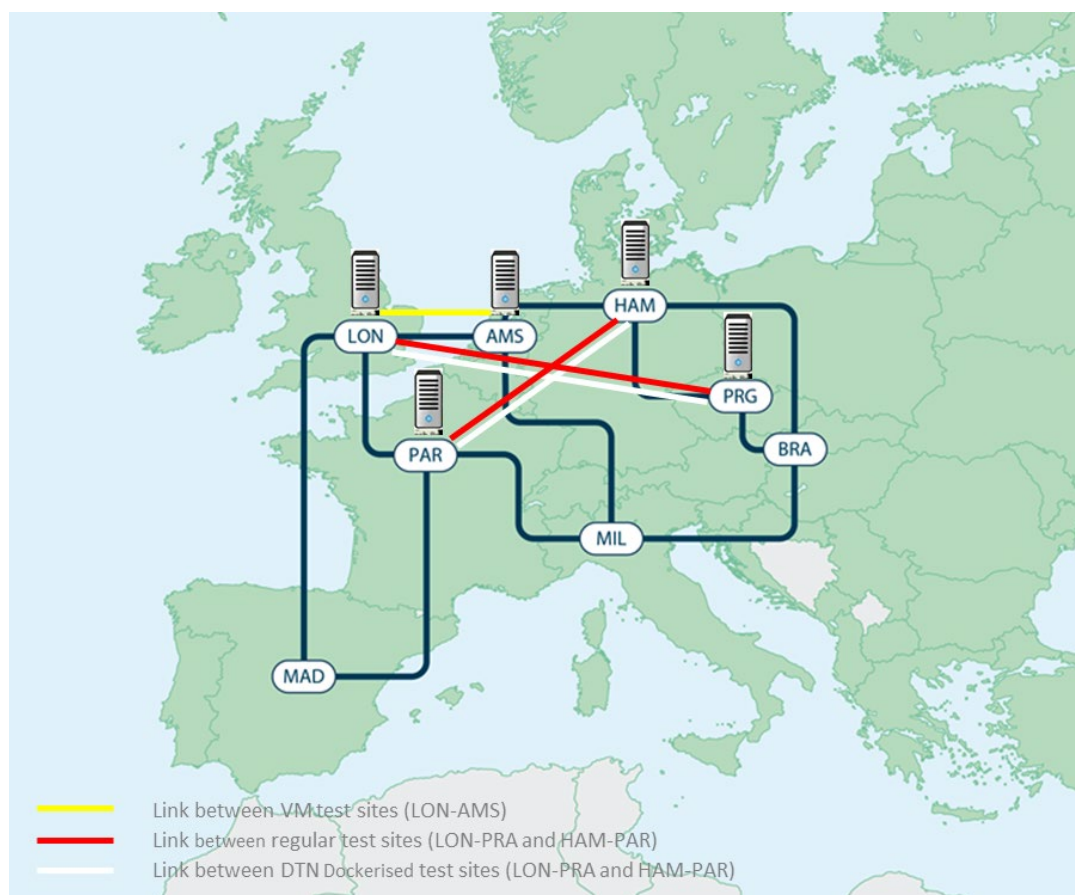 HAM
LON
AMS
PRG
PAR
BRA
MIL
MAD
Link between VM test sites (LON-AMS)
Link between regular test sites (LON-PRA and HAM-PAR)
Link between DTN Dockerised test sites (LON-PRA and HAM-PAR)